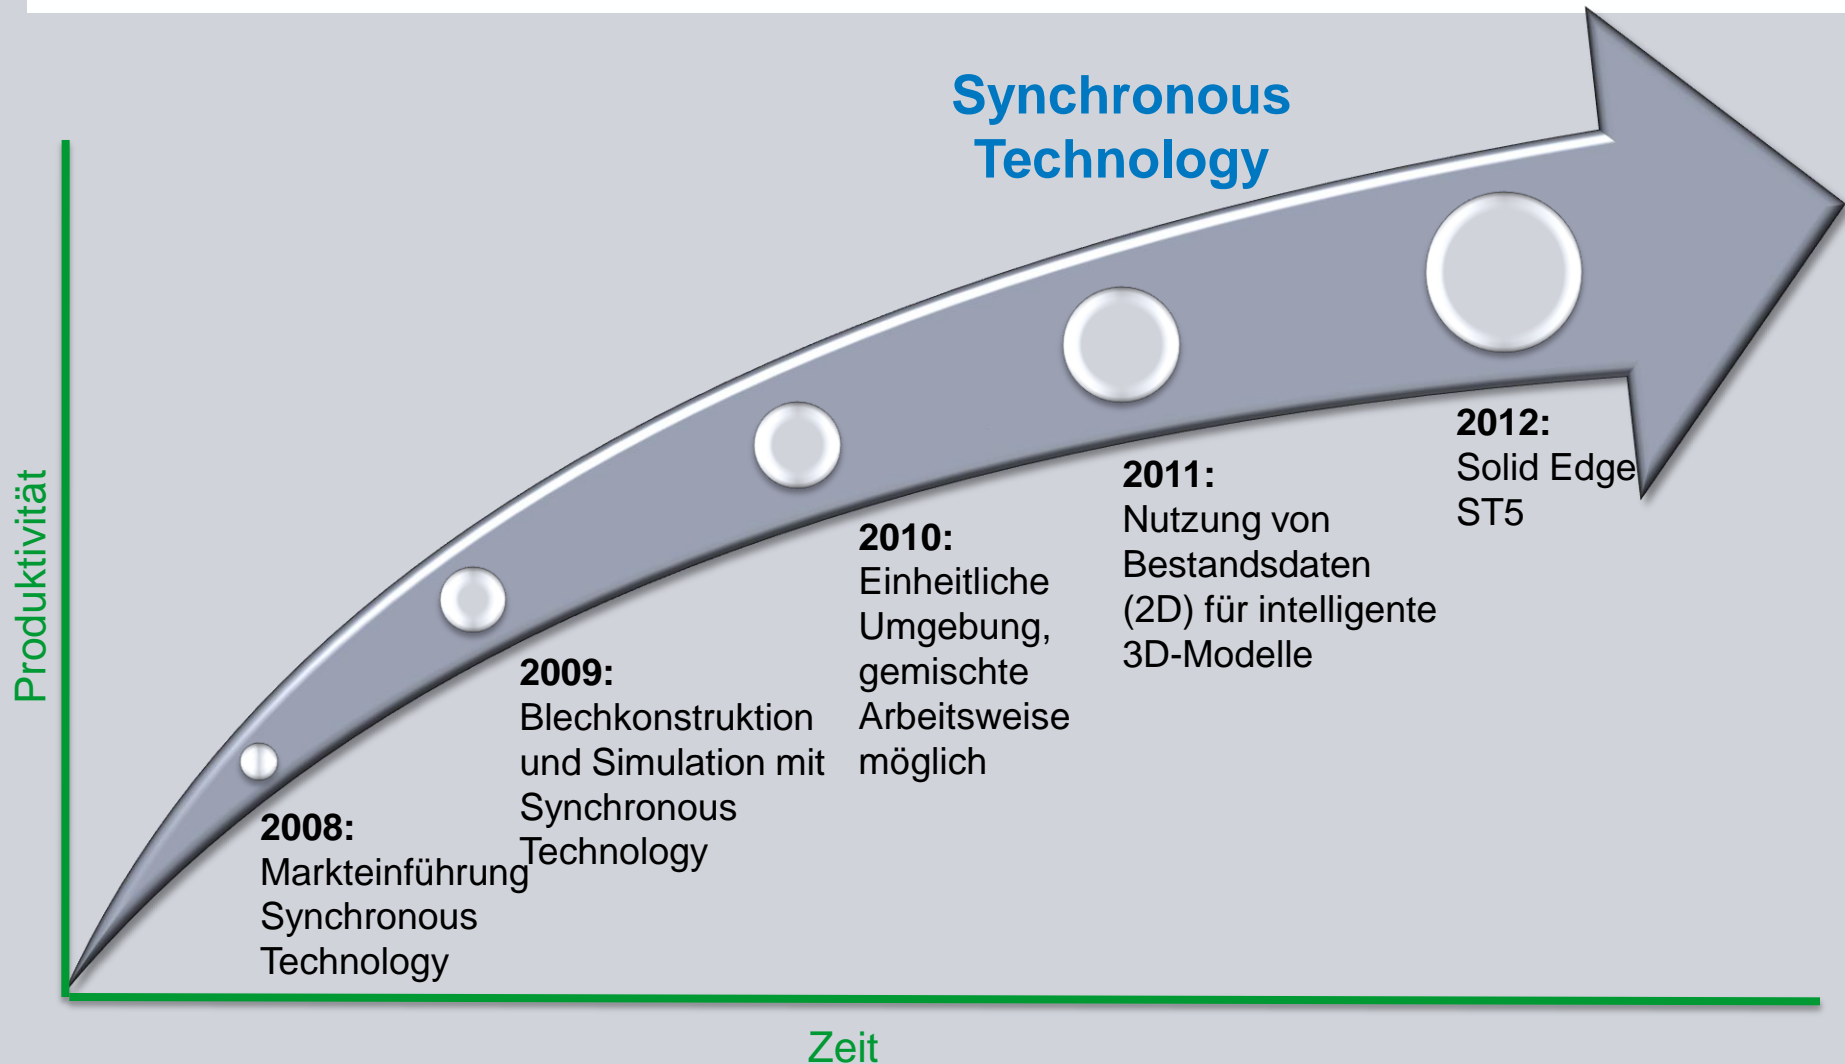 Synchronous
Technology
Produktivität
2008:
Markteinführung
Synchronous
Technology
2009:
Blechkonstruktion
und Simulation mit
Synchronous
Technology
2010:
Einheitliche
Umgebung,
gemischte
Arbeitsweise
möglich
2011:
Nutzung von
Bestandsdaten
(2D) für intelligente
3D-Modelle
2012:
Solid Edge
ST5
Zeit